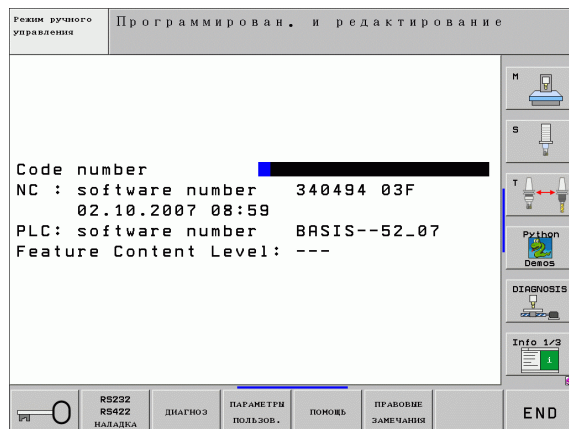 Режим ручного
управления
Программирован. и редактирование
M
S
Code number
NC : software number 340494 03F
02.10.2007 08:59
PLC: software number BASIS--52_07
Feature Content Level: ---
T
Python
Demos
DIAGNOSIS
Info 1/3
i
RS232
RS422
НАЛАДКА
ДИАГНОЗ
ПАРАМЕТРЫ
ПОЛЬЗОВ.
ПОМОЩЬ
ПРАВОВЫЕ
ЗАМЕЧАНИЯ
END